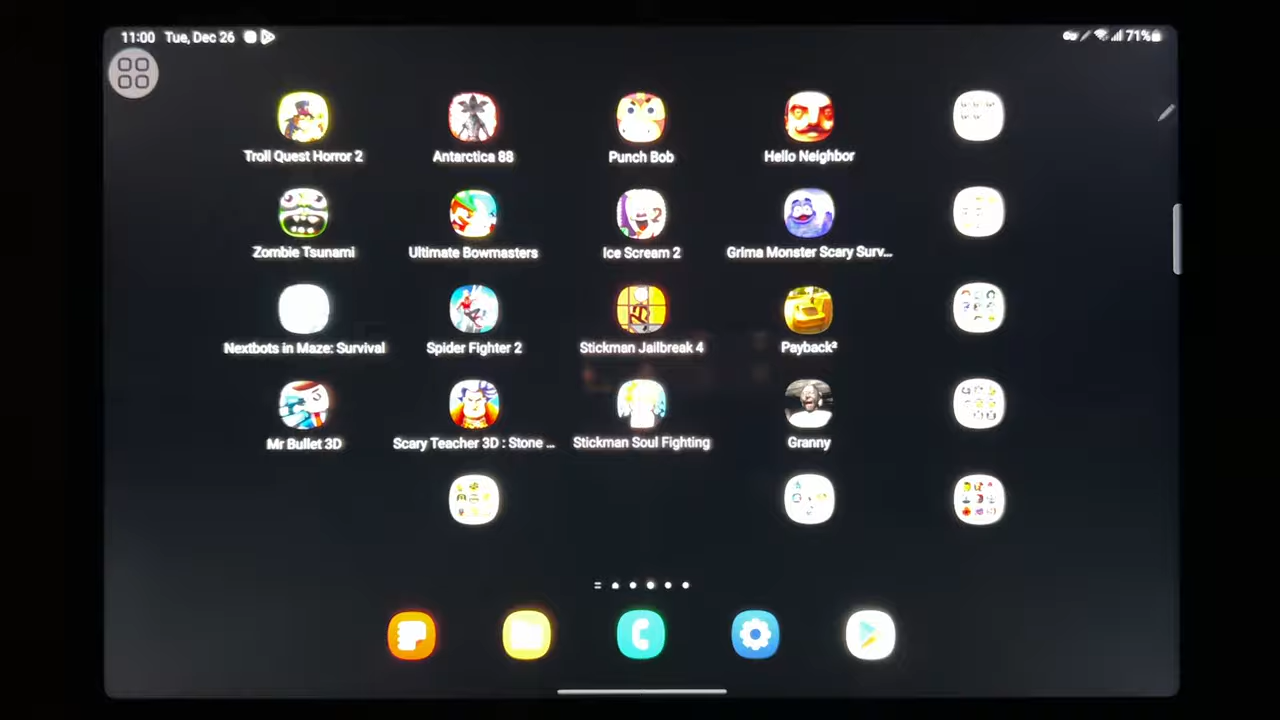 11:00 Tue, Dec 26
71%
Troll Quest Horror 2
Antarctica 88
Punch Bob
Hello Neighbor
Zombie Tsunami
Ultimate Bowmasters
Ice Scream 2
Grima Monster Scary Surv...
Nextbots in Maze: Survival
Spider Fighter 2
Stickman Jailbreak 4
Payback²
Mr Bullet 3D
Scary Teacher 3D : Stone ...
Stickman Soul Fighting
Granny